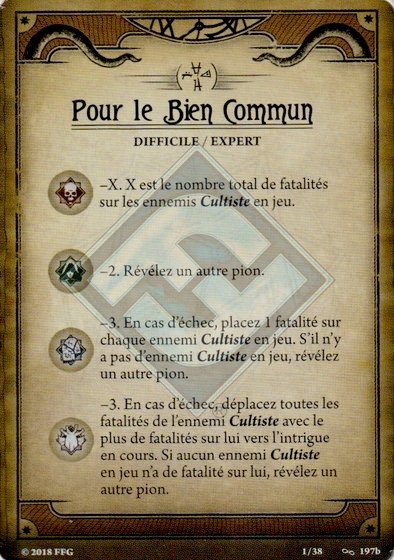 Pour le Bien Commun
DIFFICILE / EXPERT
–X. X est le nombre total de fatalités
sur les ennemis Cultiste en jeu.
–2. Révélez un autre pion.
–3. En cas d'échec, placez 1 fatalité sur
chaque ennemi Cultiste en jeu. S'il n'y
a pas d'ennemi Cultiste en jeu, révélez
un autre pion.
–3. En cas d'échec, déplacez toutes les
fatalités de l'ennemi Cultiste avec le
plus de fatalités sur lui vers l'intrigue
en cours. Si aucun ennemi Cultiste
en jeu n'a de fatalité sur lui, révélez un
autre pion.
© 2018 FFG
1/38
197b